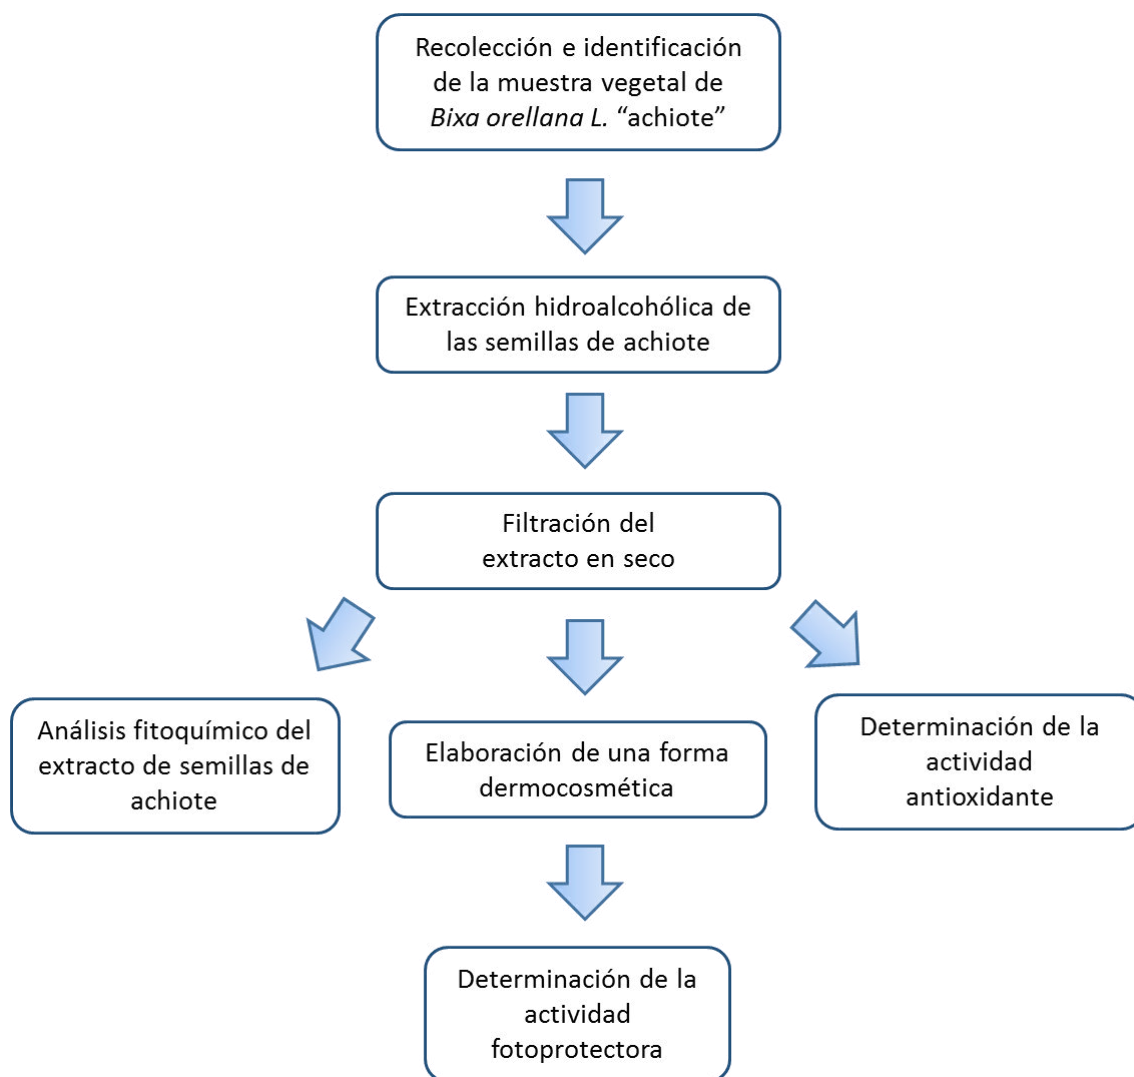 Recolección e identificación
de la muestra vegetal de
Bixa orellana L. “achiote”
Extracción hidroalcohólica de
las semillas de achiote
Filtración del
extracto en seco
Análisis fitoquímico del
extracto de semillas de
achiote
Elaboración de una forma
dermocosmética
Determinación de la
actividad
antioxidante
Determinación de la
actividad
fotoprotectora